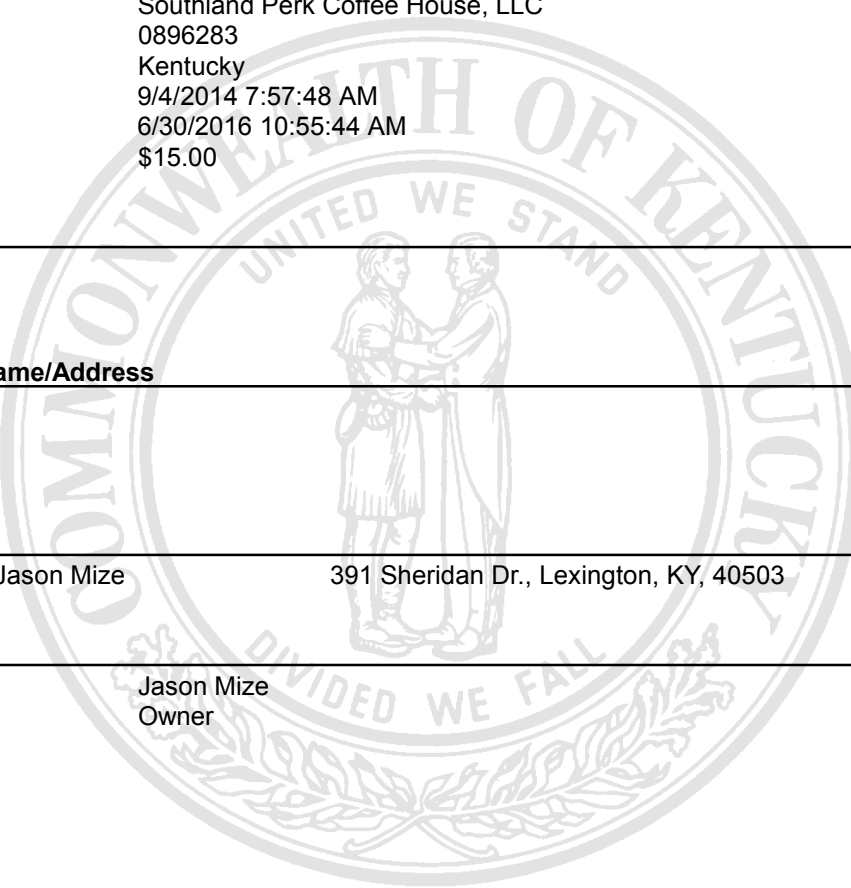 Southland Perk Coffee House, LLC
0896283
Kentucky
9/4/2014 7:57:48 AM
6/30/2016 10:55:44 AM
$15.00
COMMONWEALTH OF KENTUCKY
UNITED WE STAND
ame/Address
Jason Mize 391 Sheridan Dr., Lexington, KY, 40503
DIVIDED WE FALL
Jason Mize
Owner